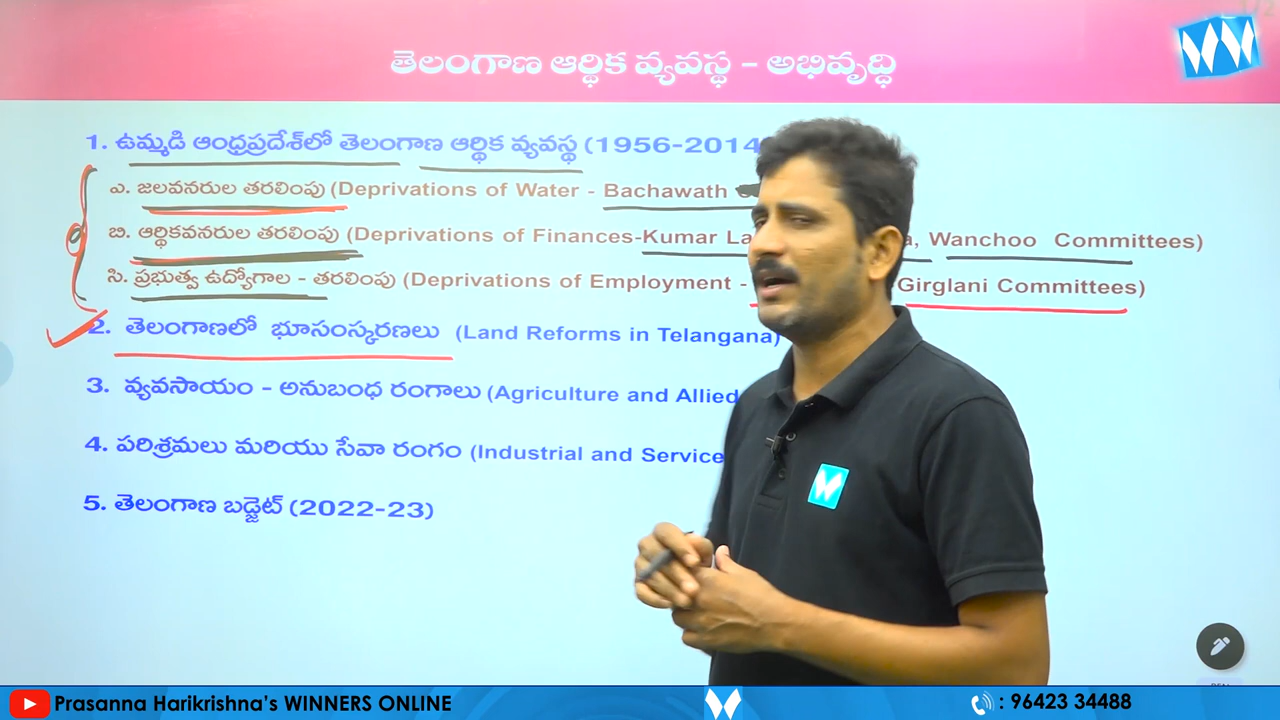 తెలంగాణ ఆర్థిక వ్యవస్థ - అభివృద్ధి
1. ఉమ్మడి ఆంధ్రప్రదేశ్‌లో తెలంగాణ ఆర్థిక వ్యవస్థ (1956-2014
ఎ. జలవనరుల తరలింపు (Deprivations of Water - Bachawath
బి. ఆర్థికవనరుల తరలింపు (Deprivations of Finances-Kumar Wanchoo Committees)
సి. ప్రభుత్వ ఉద్యోగాల - తరలింపు (Deprivations of Employment - Girglani Committees)
2. తెలంగాణలో భూసంస్కరణలు (Land Reforms in Telangana)
3. వ్యవసాయం - అనుబంధ రంగాలు (Agriculture and Allied
4. పరిశ్రమలు మరియు సేవా రంగం (Industrial and Service
5. తెలంగాణ బడ్జెట్ (2022-23)
Prasanna Harikrishna's WINNERS ONLINE
: 96423 34488